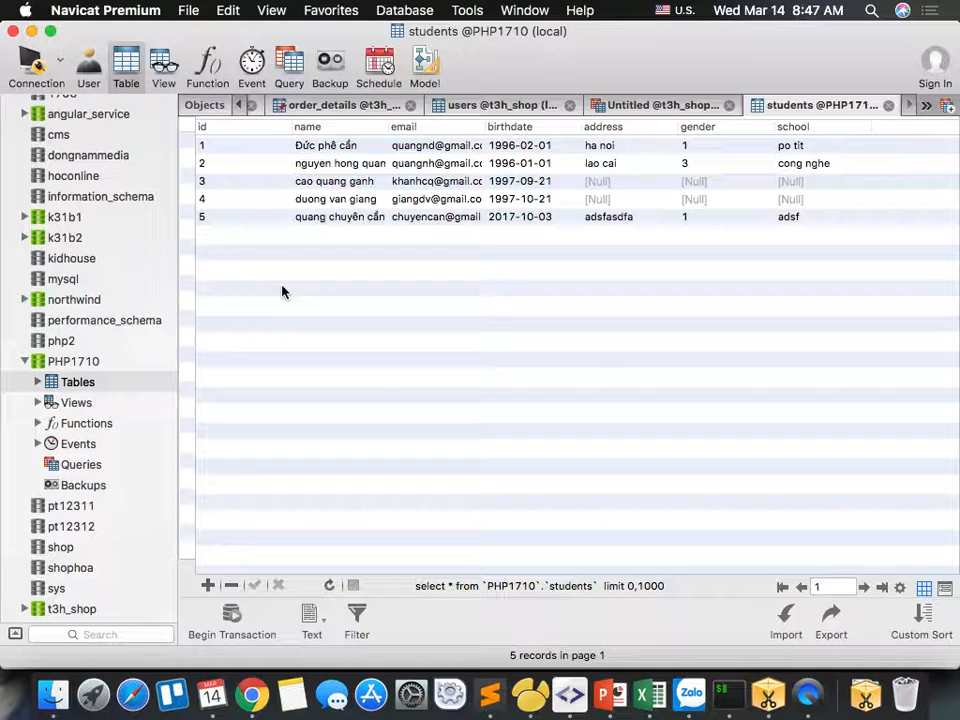 Navicat Premium File Edit View Favorites Database Tools Window Help U.S. Wed Mar 14 8:47 AM
students @PHP1710 (local)
Connection User Table View Function Event Query Backup Schedule Model Sign In
Objects order_details @t3h_... users @t3h_shop (l... Untitled @t3h_shop... students @PHP171...
id name email birthdate address gender school
1 Đức phê cần quangnd@gmail.cc 1996-02-01 ha noi 1 po tit
2 nguyen hong quan quangnh@gmail.cc 1996-01-01 lao cai 3 cong nghe
3 cao quang ganh khanhcq@gmail.cc 1997-09-21 [Null] [Null] [Null]
4 duong van giang giangdv@gmail.cc 1997-10-21 [Null] [Null] [Null]
5 quang chuyên cần chuyencan@gmail 2017-10-03 adsfasdfa 1 adsf
angular_service
cms
dongnammedia
hoconline
information_schema
k31b1
k31b2
kidhouse
mysql
northwind
performance_schema
php2
PHP1710
Tables
Views
Functions
Events
Queries
Backups
pt12311
pt12312
shop
shophoa
sys
t3h_shop
Search
select * from `PHP1710`.`students` limit 0,1000 1
Begin Transaction Text Filter Import Export Custom Sort
5 records in page 1
MAR
14
Zalo